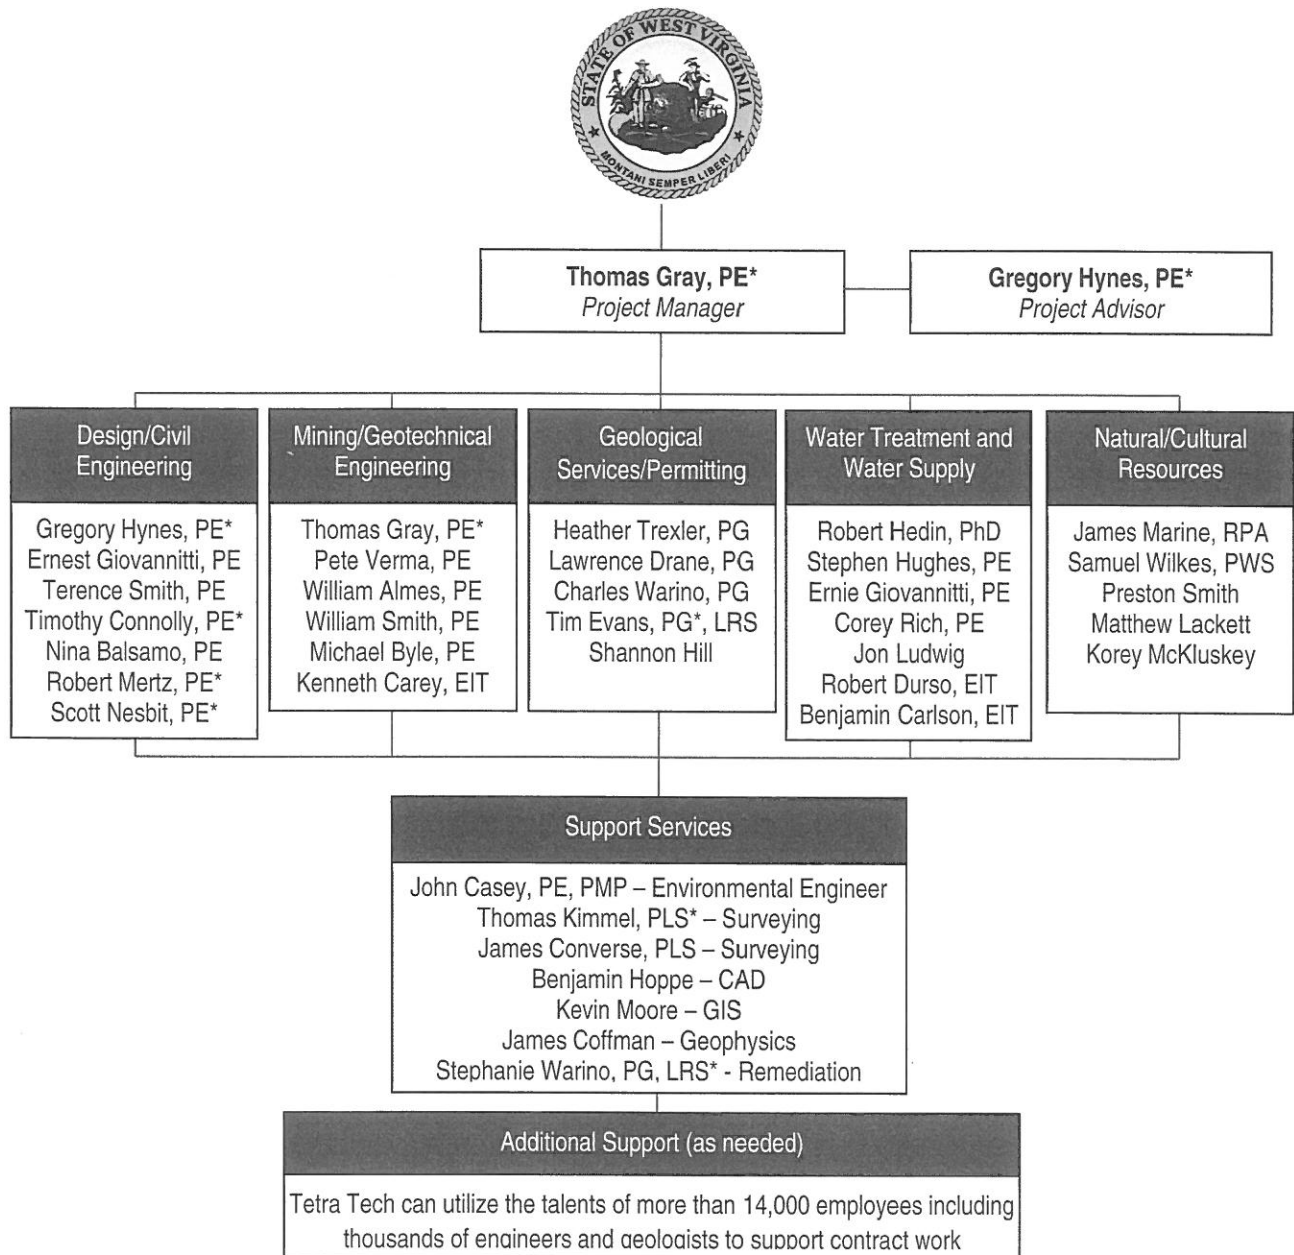 STATE OF WEST VIRGINIA
MONTANI SEMPER LIBERI
Thomas Gray, PE*
Project Manager
Gregory Hynes, PE*
Project Advisor
Design/Civil
Engineering
Gregory Hynes, PE*
Ernest Giovannitti, PE
Terence Smith, PE
Timothy Connolly, PE*
Nina Balsamo, PE
Robert Mertz, PE*
Scott Nesbit, PE*
Mining/Geotechnical
Engineering
Thomas Gray, PE*
Pete Verma, PE
William Almes, PE
William Smith, PE
Michael Byle, PE
Kenneth Carey, EIT
Geological
Services/Permitting
Heather Trexler, PG
Lawrence Drane, PG
Charles Warino, PG
Tim Evans, PG*, LRS
Shannon Hill
Water Treatment and
Water Supply
Robert Hedin, PhD
Stephen Hughes, PE
Ernie Giovannitti, PE
Corey Rich, PE
Jon Ludwig
Robert Durso, EIT
Benjamin Carlson, EIT
Natural/Cultural
Resources
James Marine, RPA
Samuel Wilkes, PWS
Preston Smith
Matthew Lackett
Korey McKluskey
Support Services
John Casey, PE, PMP – Environmental Engineer
Thomas Kimmel, PLS* – Surveying
James Converse, PLS – Surveying
Benjamin Hoppe – CAD
Kevin Moore – GIS
James Coffman – Geophysics
Stephanie Warino, PG, LRS* - Remediation
Additional Support (as needed)
Tetra Tech can utilize the talents of more than 14,000 employees including
thousands of engineers and geologists to support contract work